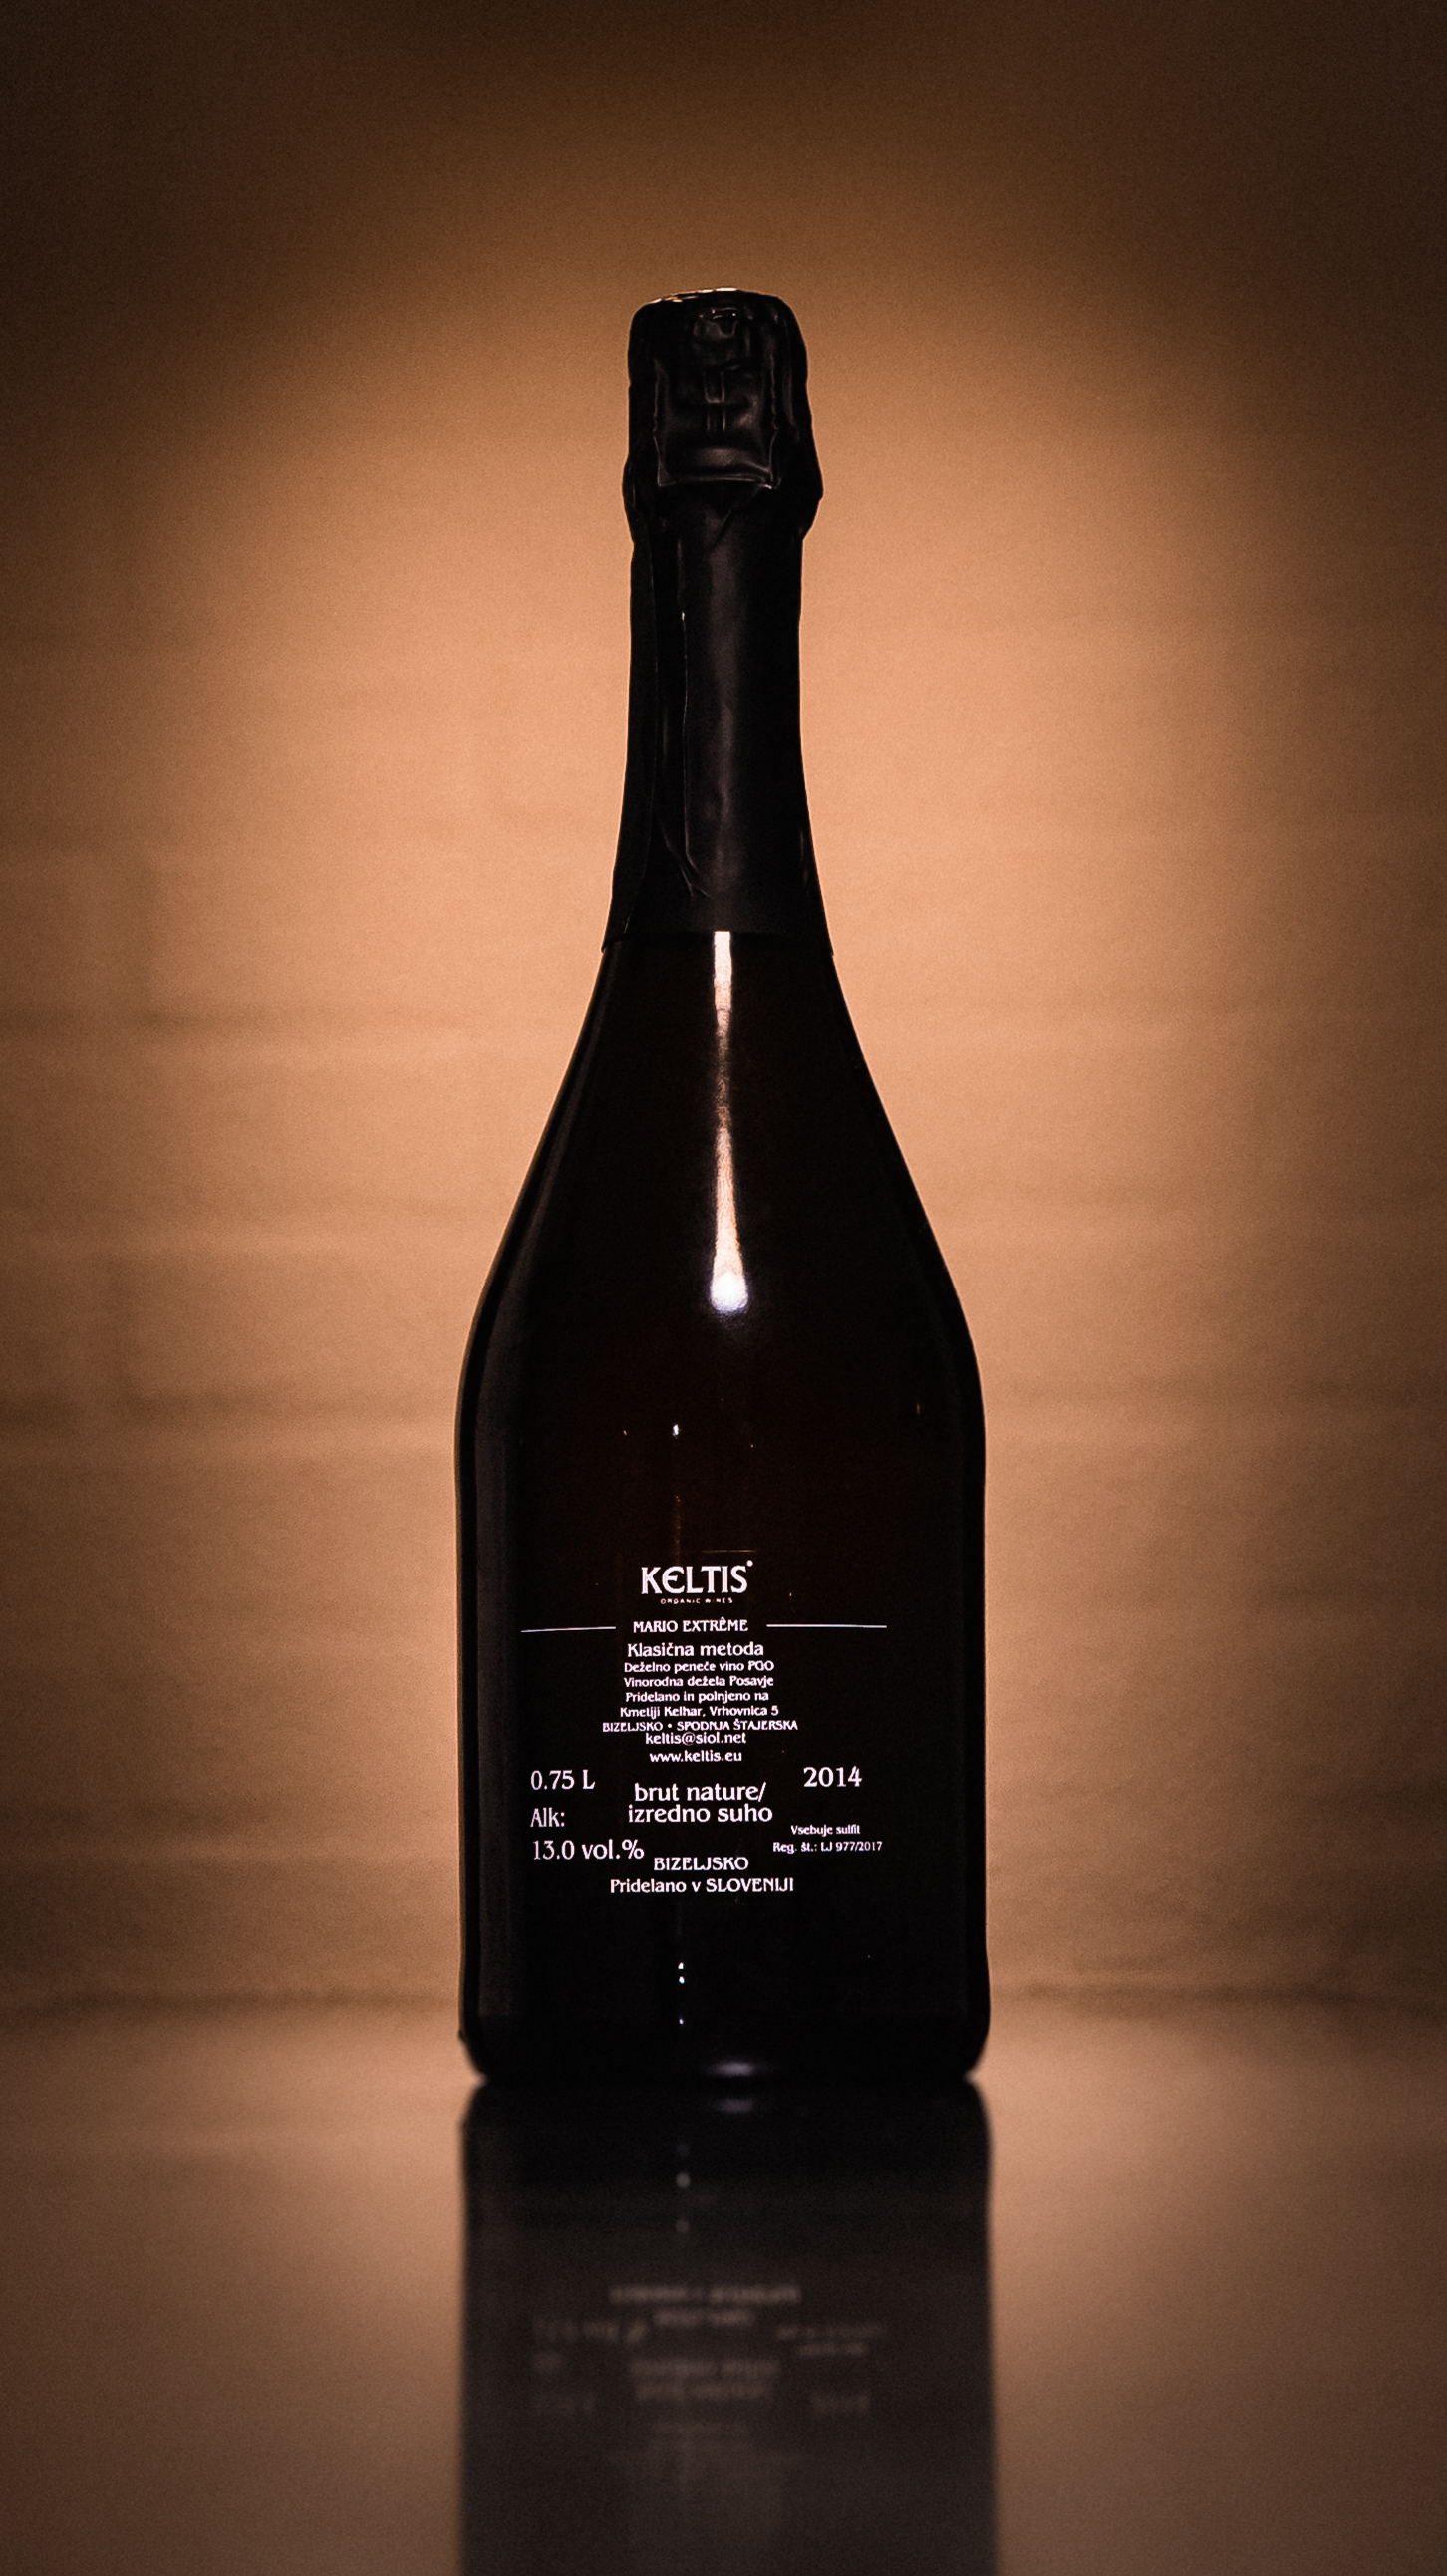 KELTIS
ORGANIC WINES
MARIO EXTRÊME
Klasična metoda
Deželno peneče vino PGO
Vinorodna dežela Posavje
Pridelano in polnjeno na
Kmetiji Kelhar, Vrhovnica 5
BIZELJSKO • SPODNJA ŠTAJERSKA
keltis@siol.net
www.keltis.eu
0.75 L
Alk:
13.0 vol.%
brut nature/
izredno suho
2014
Vsebuje sulfit
Reg. št.: LJ 977/2017
BIZELJSKO
Pridelano v SLOVENIJI